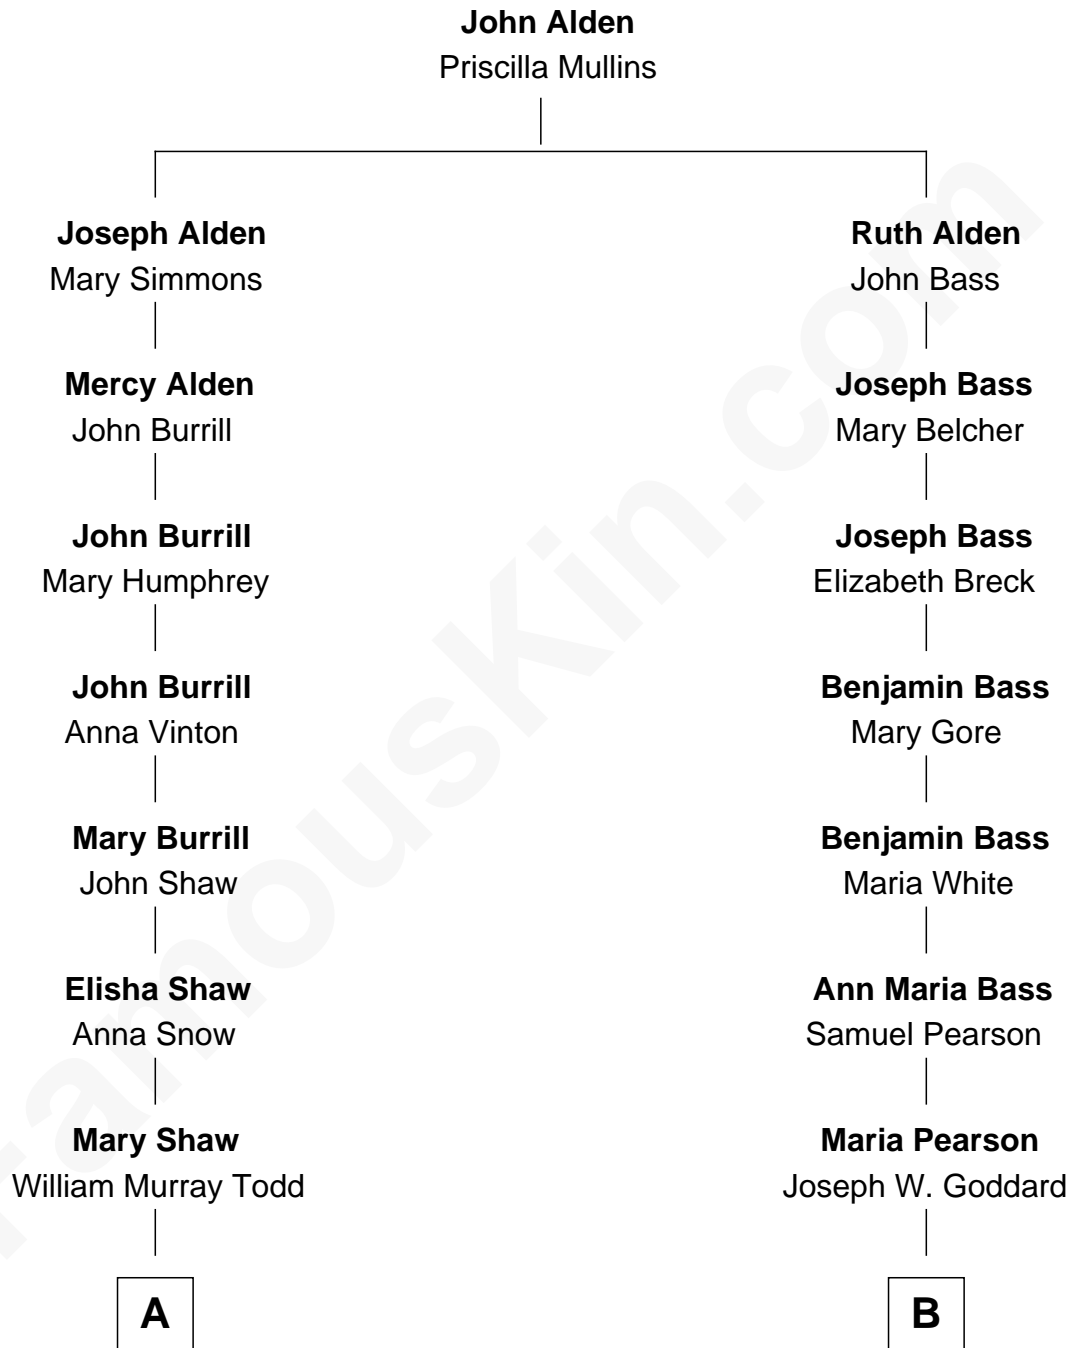 John Alden
Priscilla Mullins
Joseph Alden
Mary Simmons
Ruth Alden
John Bass
Mercy Alden
John Burrill
Joseph Bass
Mary Belcher
John Burrill
Mary Humphrey
Joseph Bass
Elizabeth Breck
John Burrill
Anna Vinton
Benjamin Bass
Mary Gore
Mary Burrill
John Shaw
Benjamin Bass
Maria White
Elisha Shaw
Anna Snow
Ann Maria Bass
Samuel Pearson
Mary Shaw
William Murray Todd
Maria Pearson
Joseph W. Goddard
A
B
FamousKin.com